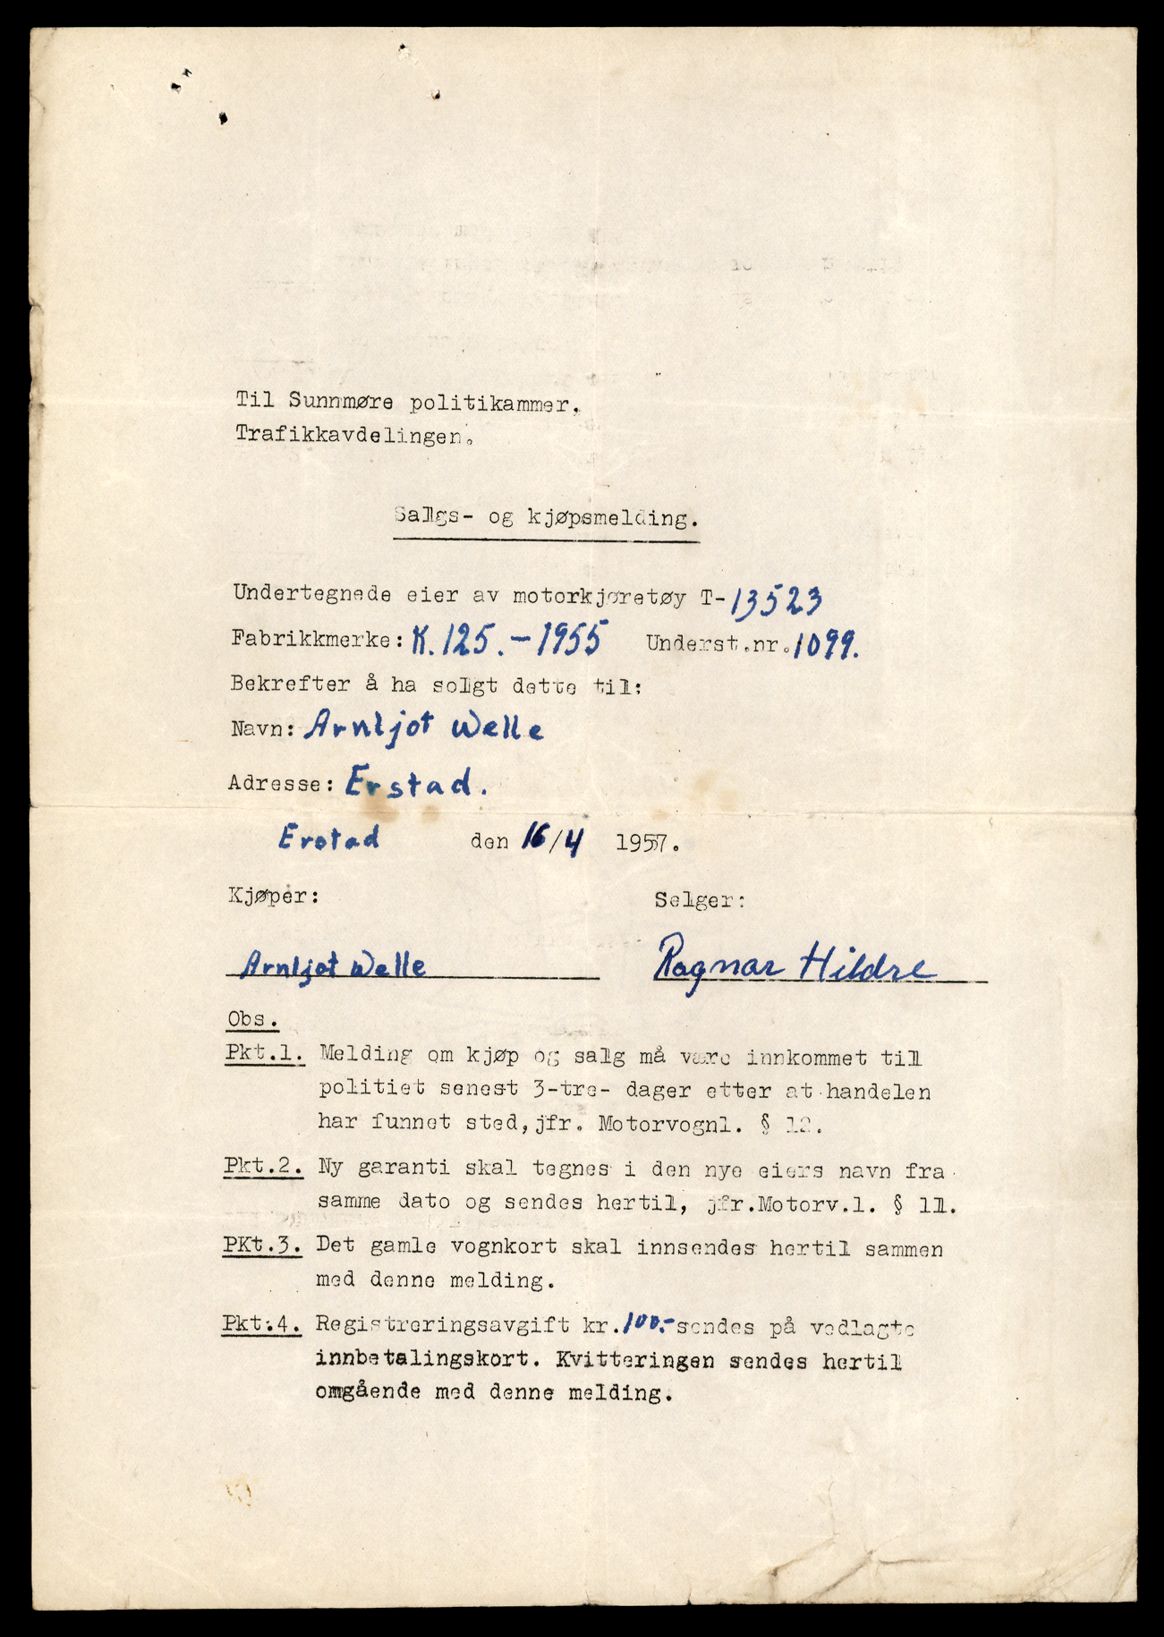 Til Sunnmøre politikammer.
Trafikkavdelingen.
Salgs- og kjøpsmelding.
Undertegnede eier av motorkjøretøy T-13523
Fabrikkmerke: K.125.-1955 Underst.nr. 1099.
Bekrefter å ha solgt dette til:
Navn: Arnljot Welle
Adresse: Erstad.
Erstad den 16/4 1957.
Kjøper: Selger:
Arnljot Welle Ragnar Hildre
Obs.
Pkt.1. Melding om kjøp og salg må være innkommet till
politiet senest 3-tre- dager etter at handelen
har funnet sted, jfr. Motorvognl. § 12.
Pkt.2. Ny garanti skal tegnes i den nye eiers navn fra
samme dato og sendes hertil, jfr.Motorv.l. § 11.
PKt.3. Det gamle vognkort skal innsendes hertil sammen
med denne melding.
Pkt.4. Registreringsavgift kr.100.- sendes på vedlagte
innbetalingskort. Kvitteringen sendes hertil
omgående med denne melding.